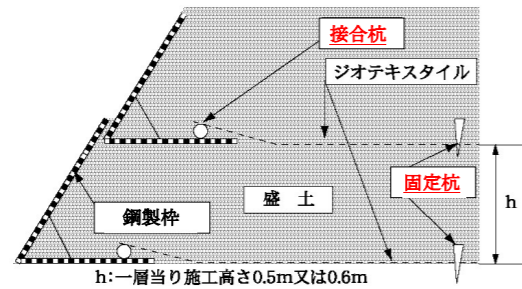 接合杭
ジオテキスタイル
固定杭
盛 土
鋼製枠
h
h:一層当り施工高さ0.5m又は0.6m